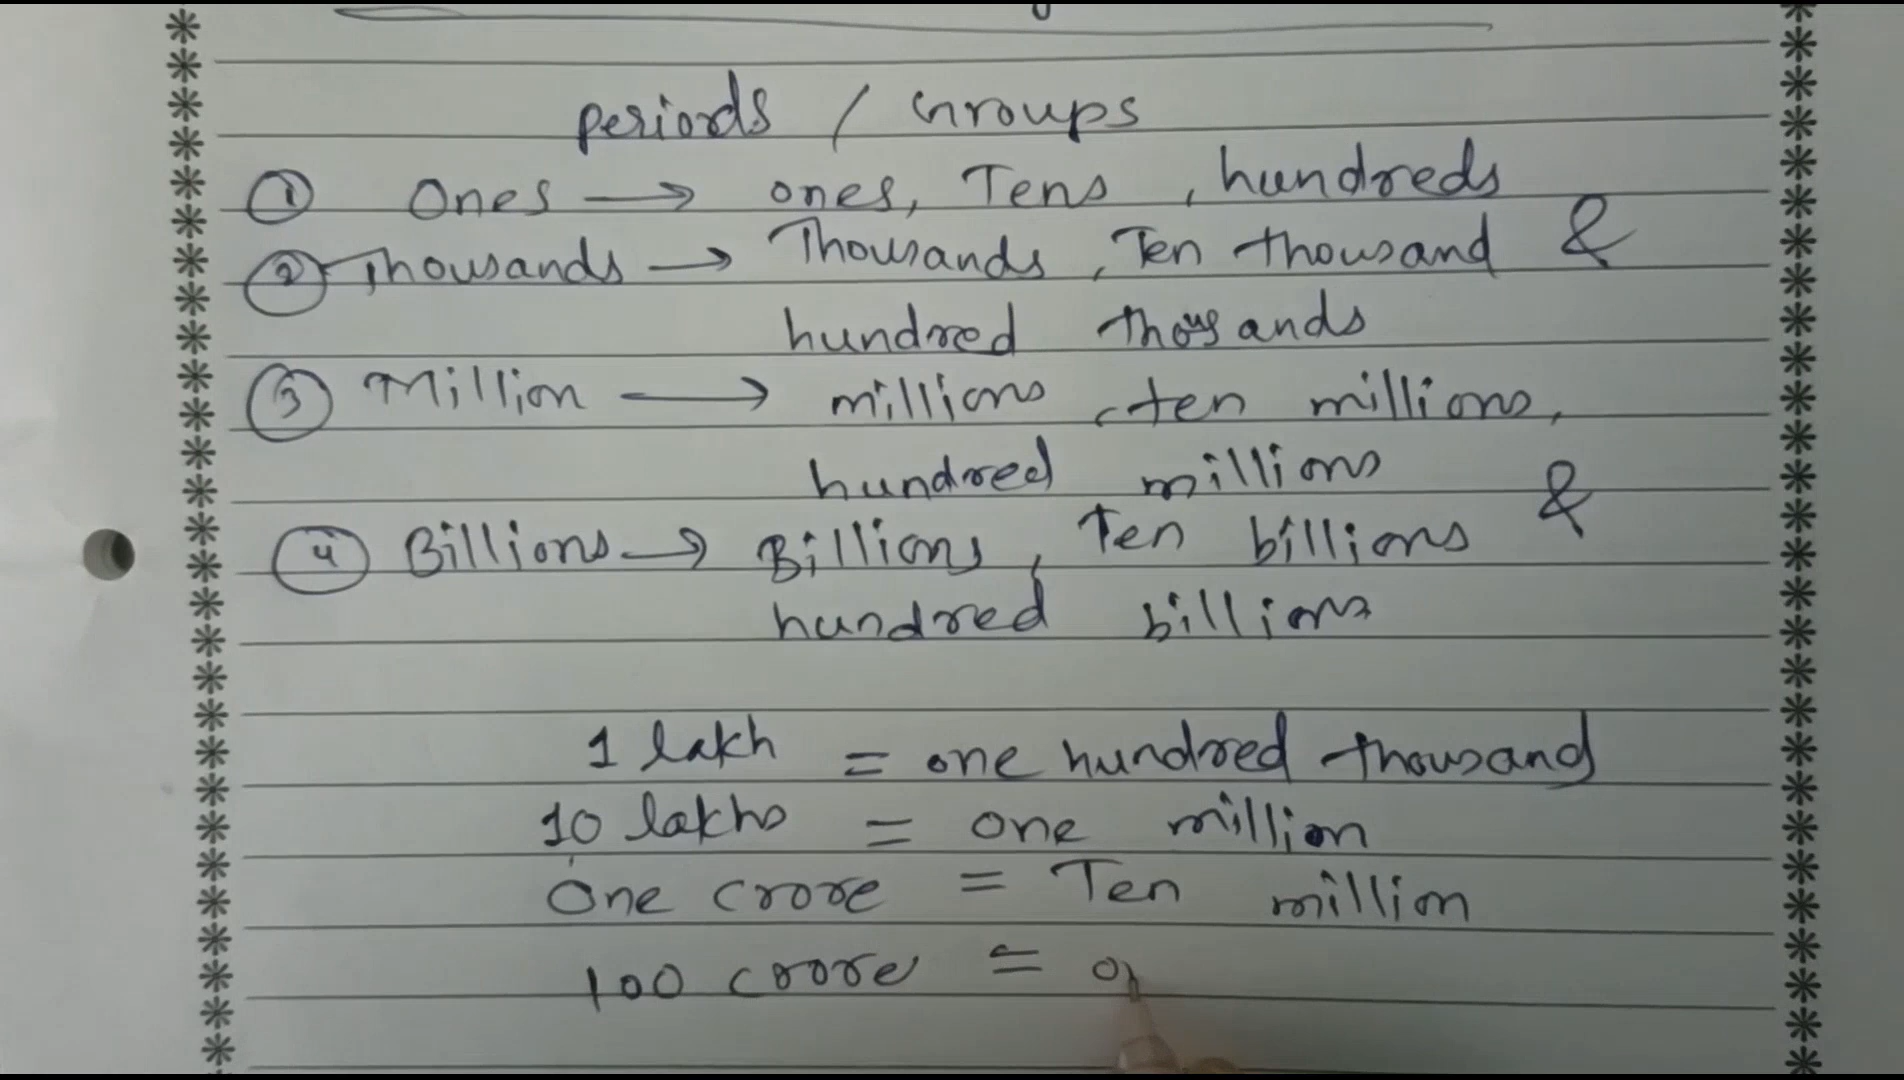 periods / Groups
① Ones → ones, Tens, hundreds
② Thousands → Thousands, Ten thousand &
hundred thousands
③ Million → millions, ten millions,
hundred millions
④ Billions → Billions, Ten billions &
hundred billions
1 lakh = one hundred thousand
10 lakhs = one million
One crore = Ten million
100 crore =